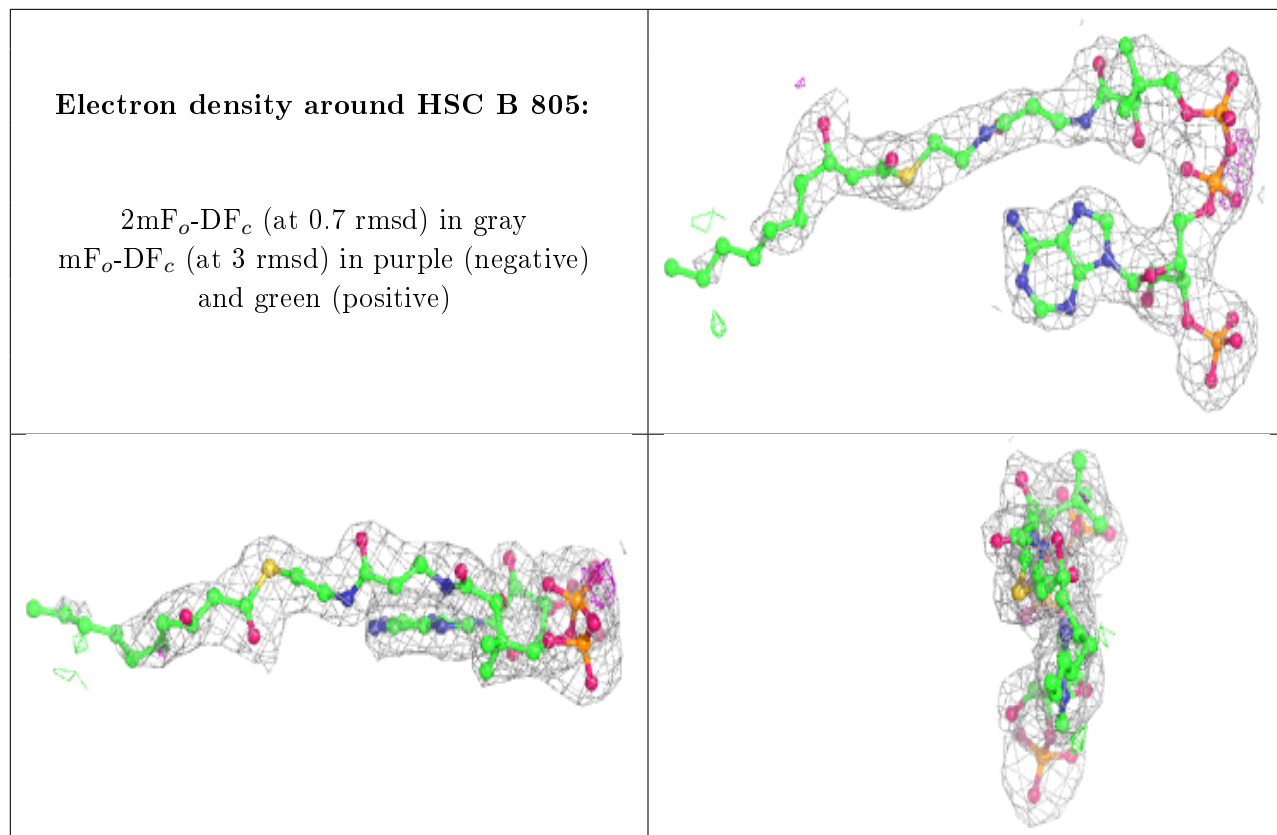 Electron density around HSC B 805:
2mFo-DFc (at 0.7 rmsd) in gray
mFo-DFc (at 3 rmsd) in purple (negative)
and green (positive)